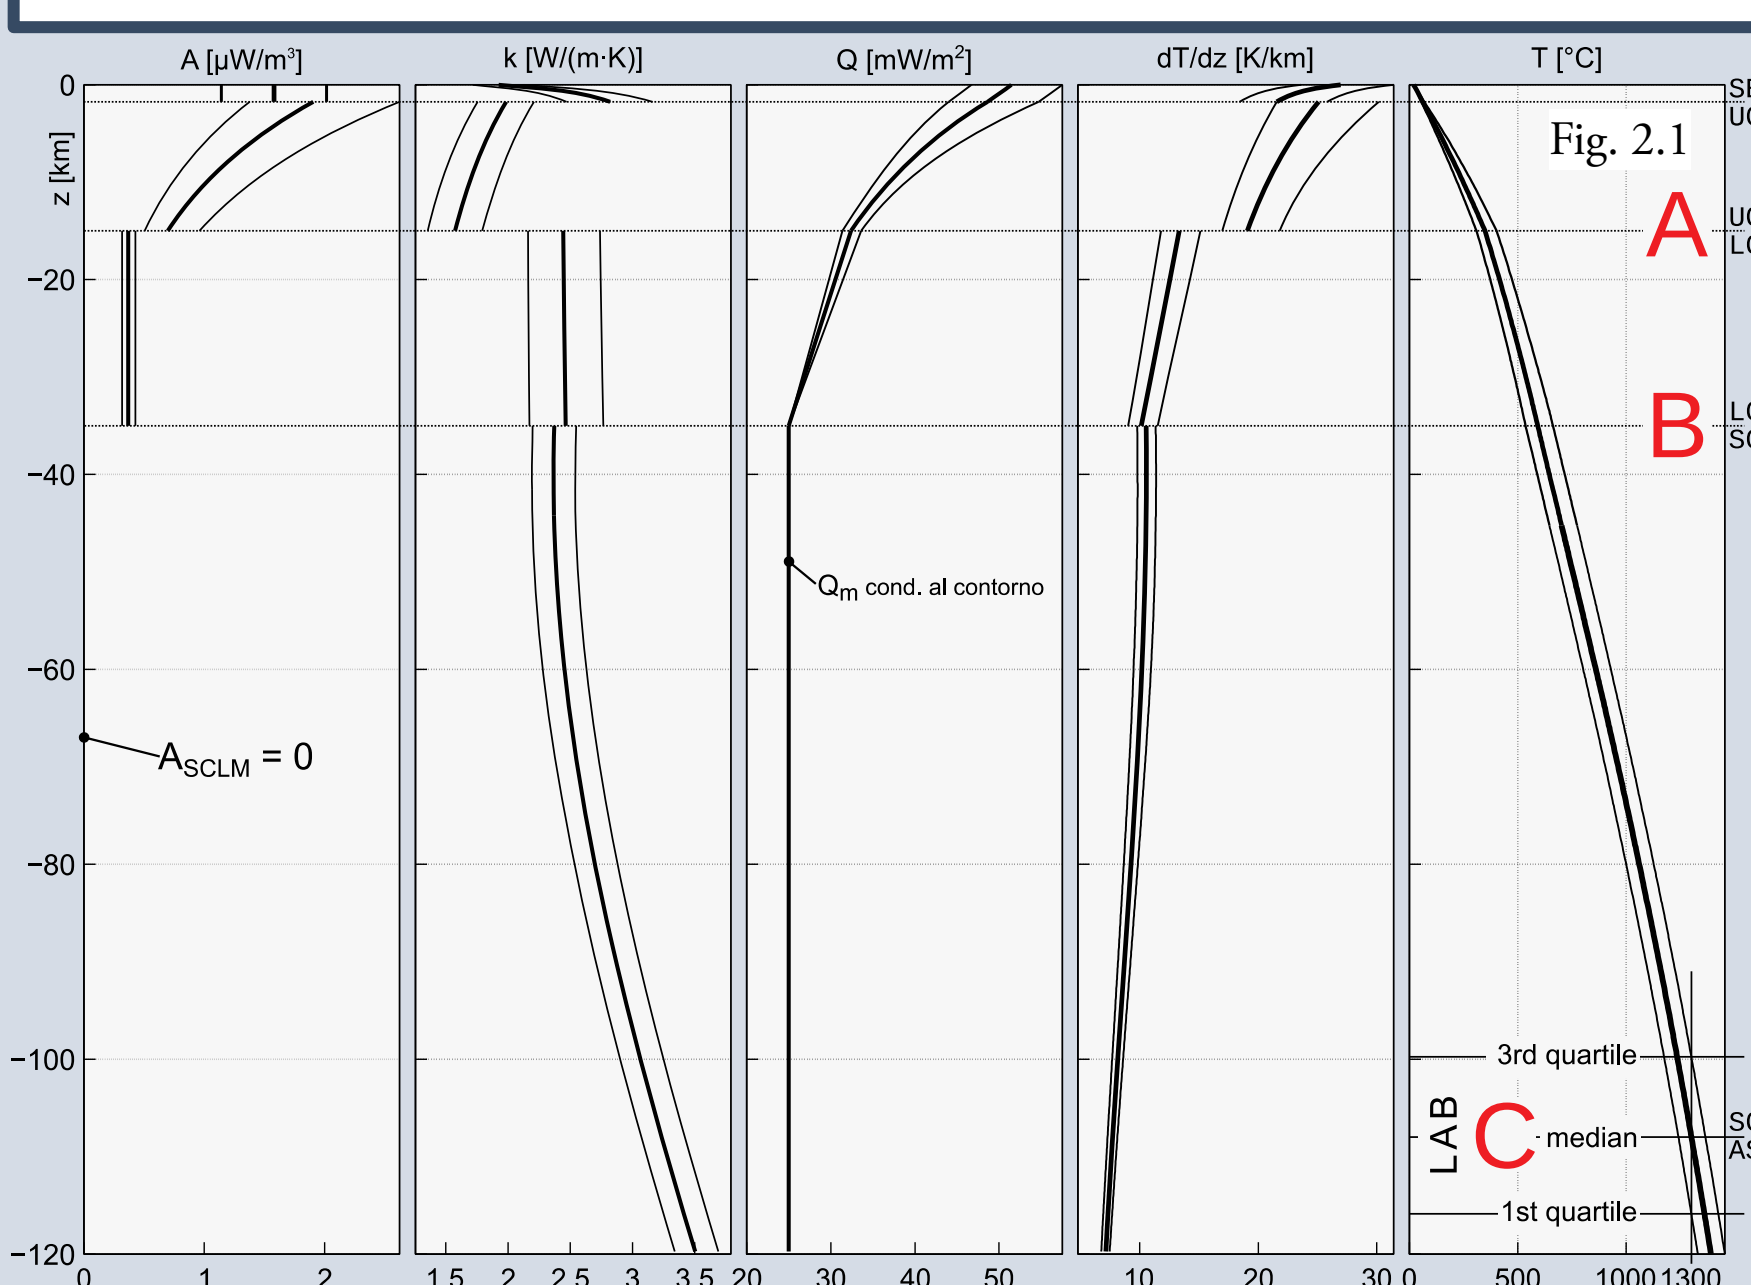 A [µW/m³]
k [W/(m·K)]
Q [mW/m²]
dT/dz [K/km]
T [°C]
0
z [km]
Fig. 2.1
A
−20
B
−40
Qm cond. al contorno
−60
ASCLM = 0
−80
−100
3rd quartile
LAB
C
median
1st quartile
−120
0 1 2
1.5 2 2.5 3 3.5
20 30 40 50
10 20 30
0 500 1000 1300